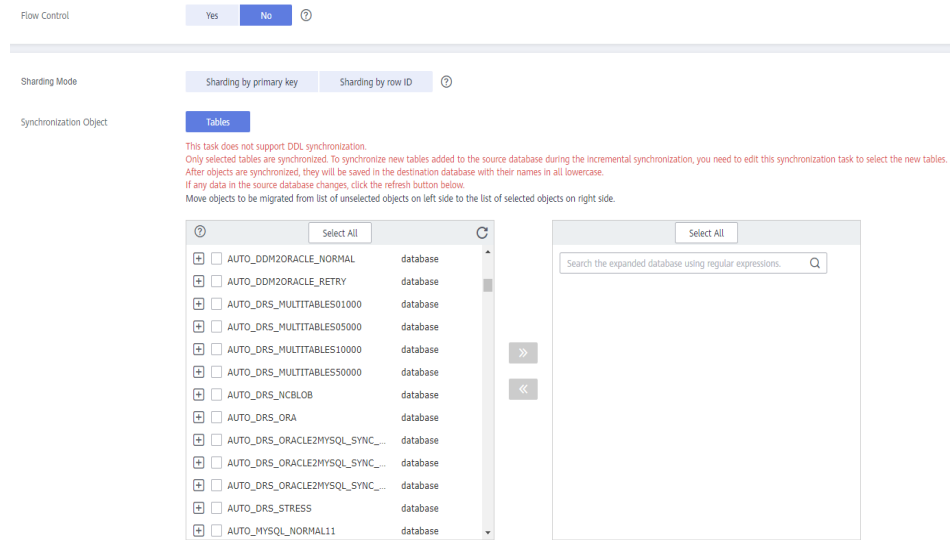 Flow Control Yes No ?
Sharding Mode Sharding by primary key Sharding by row ID ?
Synchronization Object Tables
This task does not support DDL synchronization.
Only selected tables are synchronized. To synchronize new tables added to the source database during the incremental synchronization, you need to edit this synchronization task to select the new tables.
After objects are synchronized, they will be saved in the destination database with their names in all lowercase.
If any data in the source database changes, click the refresh button below.
Move objects to be migrated from list of unselected objects on left side to the list of selected objects on right side.
? Select All
AUTO_DDM2ORACLE_NORMAL database
AUTO_DDM2ORACLE_RETRY database
AUTO_DRS_MULTITABLES01000 database
AUTO_DRS_MULTITABLES05000 database
AUTO_DRS_MULTITABLES10000 database
AUTO_DRS_MULTITABLES50000 database
AUTO_DRS_NCBLOB database
AUTO_DRS_ORA database
AUTO_DRS_ORACLE2MYSQL_SYNC_... database
AUTO_DRS_ORACLE2MYSQL_SYNC_... database
AUTO_DRS_ORACLE2MYSQL_SYNC_... database
AUTO_DRS_STRESS database
AUTO_MYSQL_NORMAL11 database
Select All
Search the expanded database using regular expressions.